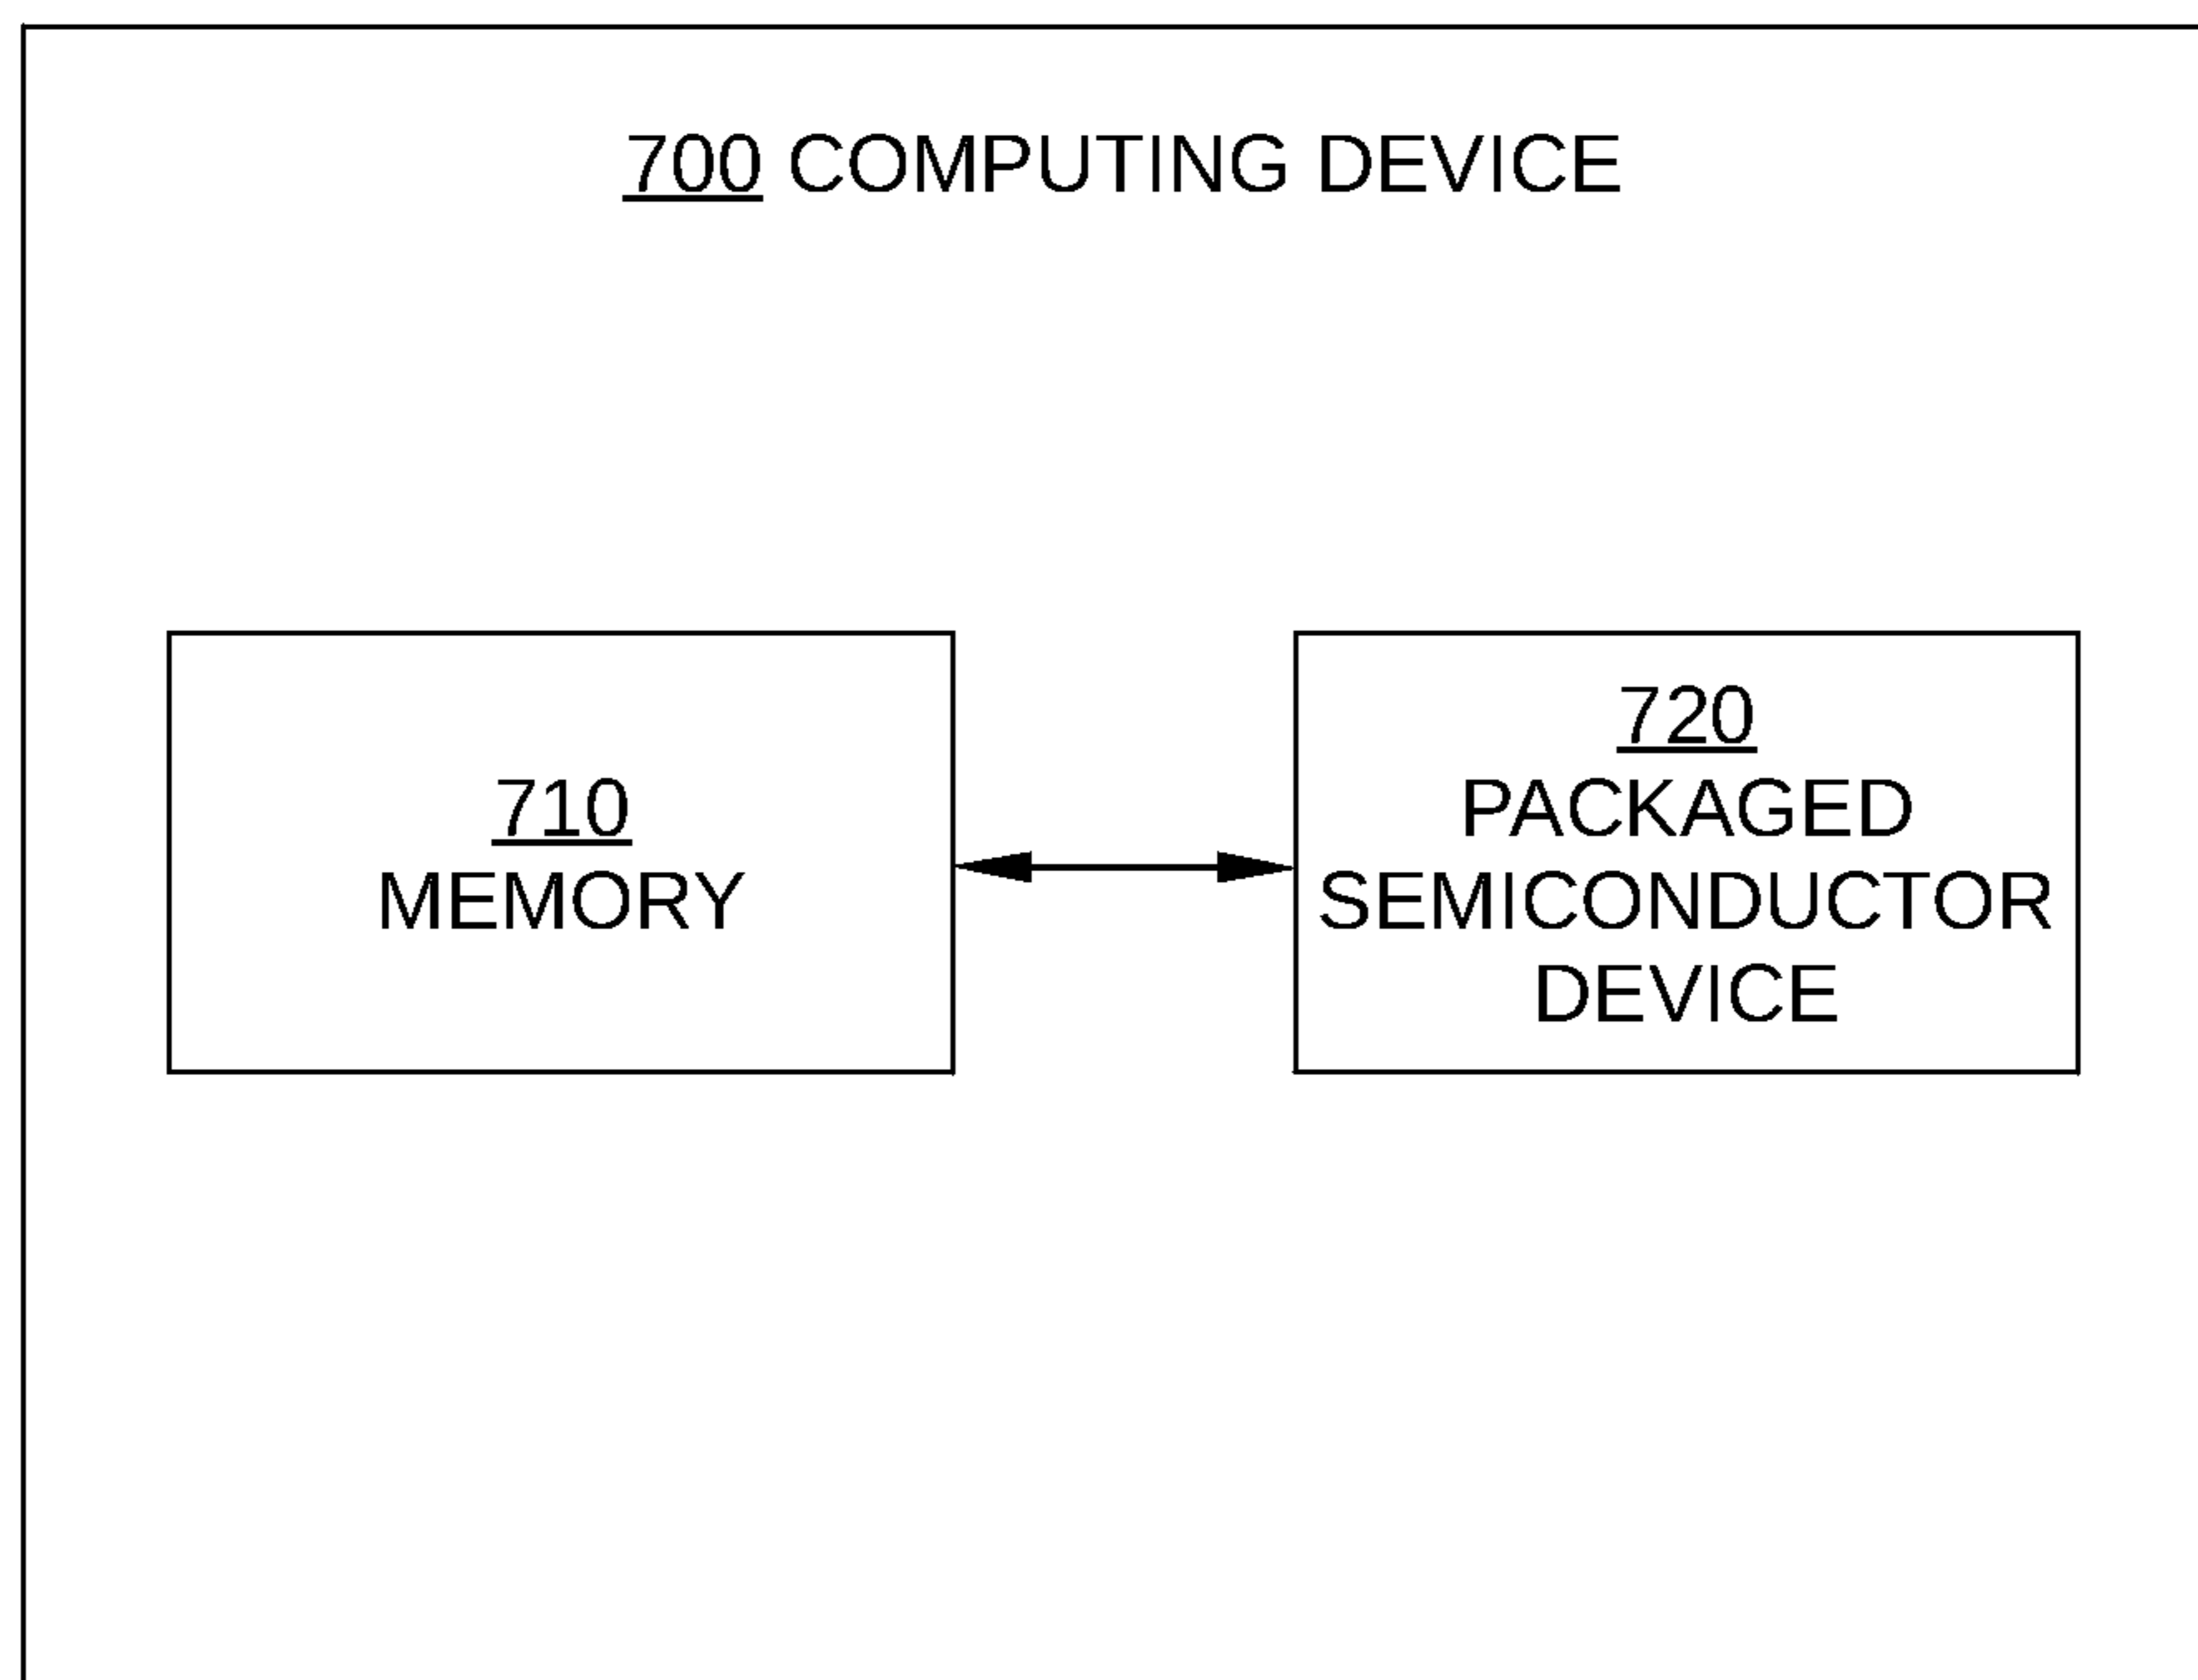 700 COMPUTING DEVICE
710
MEMORY
720
PACKAGED
SEMICONDUCTOR
DEVICE